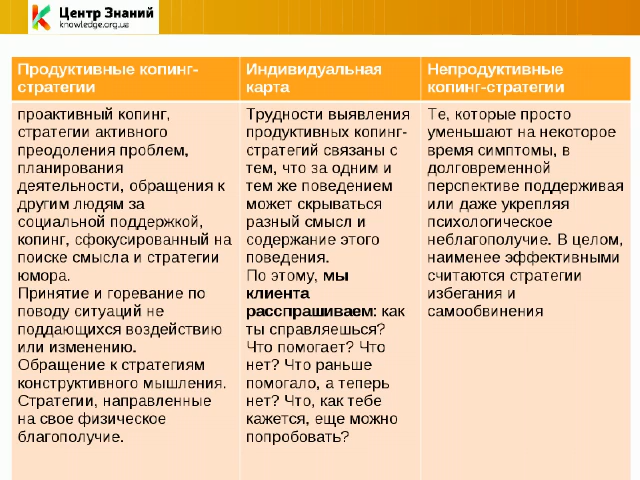 Центр Знаний
knowledge.org.ua
Продуктивные копинг-
стратегии
проактивный копинг,
стратегии активного
преодоления проблем,
планирования
деятельности, обращения к
другим людям за
социальной поддержкой,
копинг, сфокусированный на
поиске смысла и стратегии
юмора.
Принятие и горевание по
поводу ситуаций не
поддающихся воздействию
или изменению.
Обращение к стратегиям
конструктивного мышления.
Стратегии, направленные
на свое физическое
благополучие.
Индивидуальная
карта
Трудности выявления
продуктивных копинг-
стратегий связаны с
тем, что за одним и
тем же поведением
может скрываться
разный смысл и
содержание этого
поведения.
По этому, мы
клиента
расспрашиваем: как
ты справляешься?
Что помогает? Что
нет? Что раньше
помогало, а теперь
нет? Что, как тебе
кажется, еще можно
попробовать?
Непродуктивные
копинг-стратегии
Те, которые просто
уменьшают на некоторое
время симптомы, в
долговременной
перспективе поддерживая
или даже укрепляя
психологическое
неблагополучие. В целом,
наименее эффективными
считаются стратегии
избегания и
самообвинения